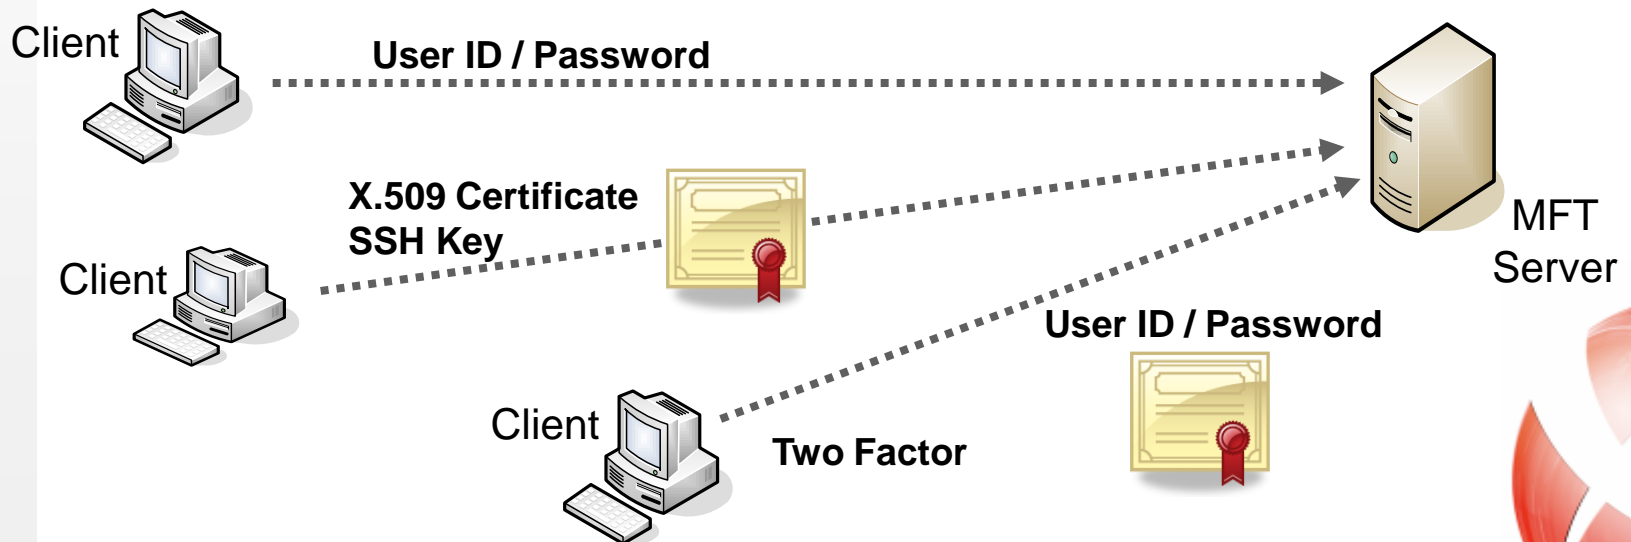 Client
User ID / Password
X.509 Certificate
SSH Key
Client
MFT
Server
User ID / Password
Client
Two Factor